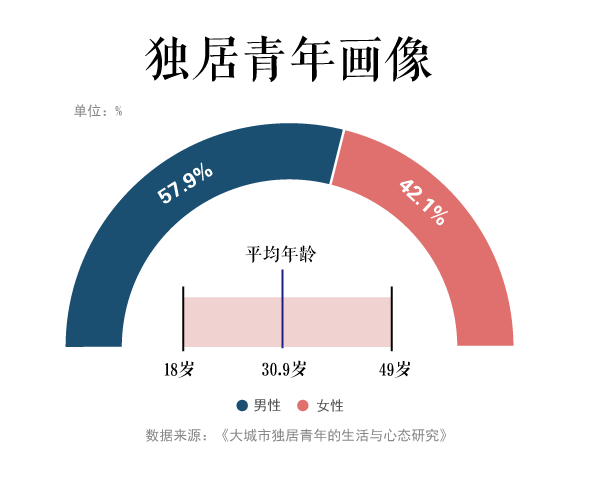 独居青年画像
单位：%
57.9%
42.1%
平均年龄
18岁
30.9岁
49岁
男性
女性
数据来源：《大城市独居青年的生活与心态研究》